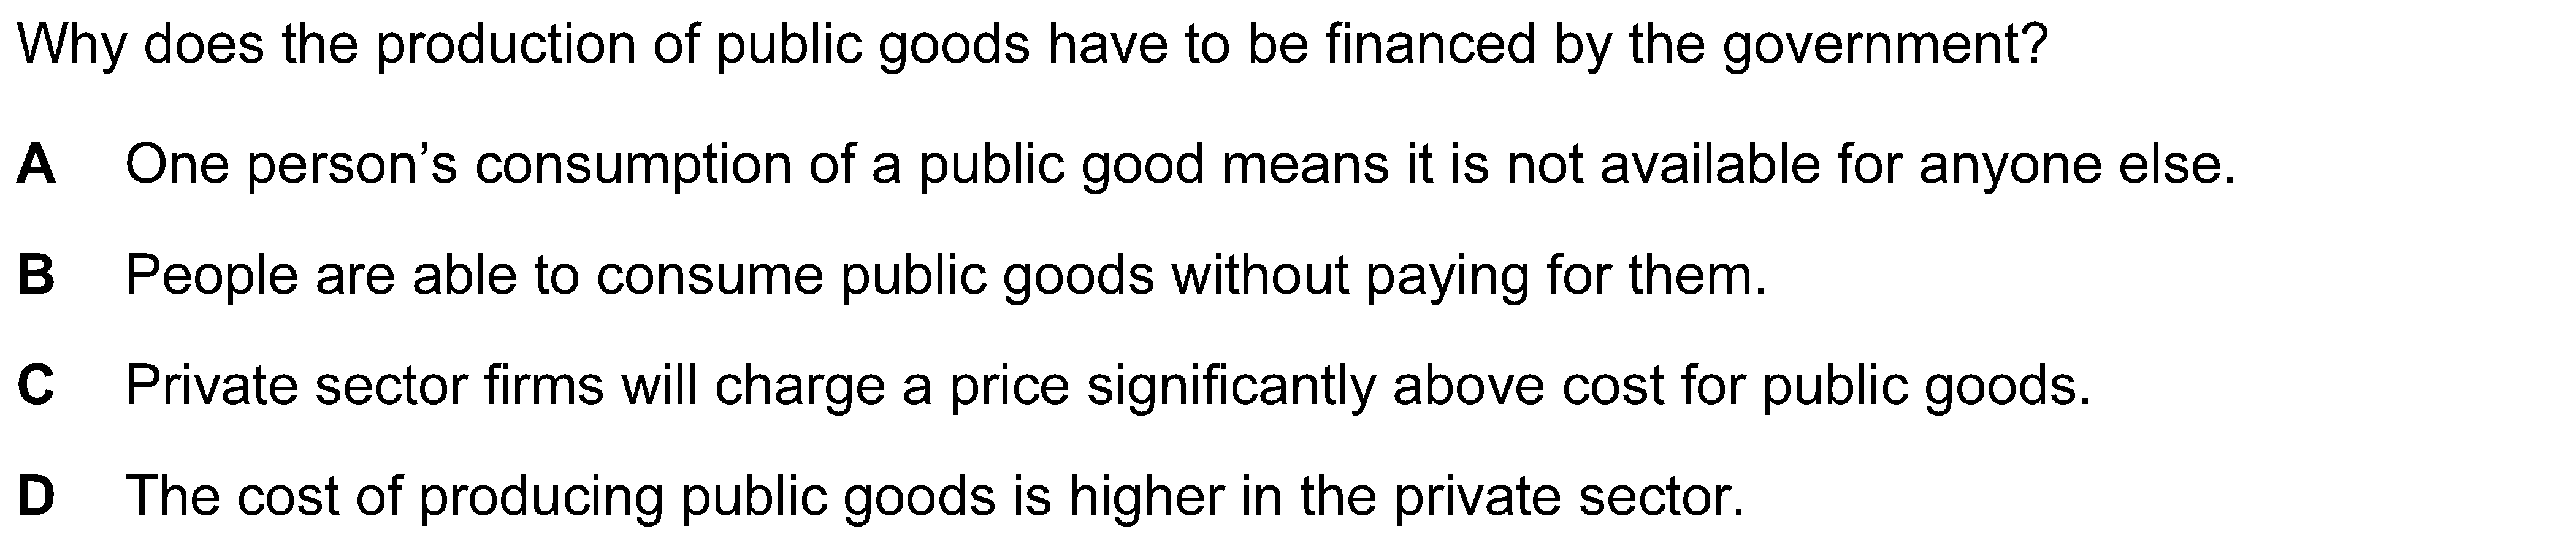 Why does the production of public goods have to be financed by the government?
A One person’s consumption of a public good means it is not available for anyone else.
B People are able to consume public goods without paying for them.
C Private sector firms will charge a price significantly above cost for public goods.
D The cost of producing public goods is higher in the private sector.